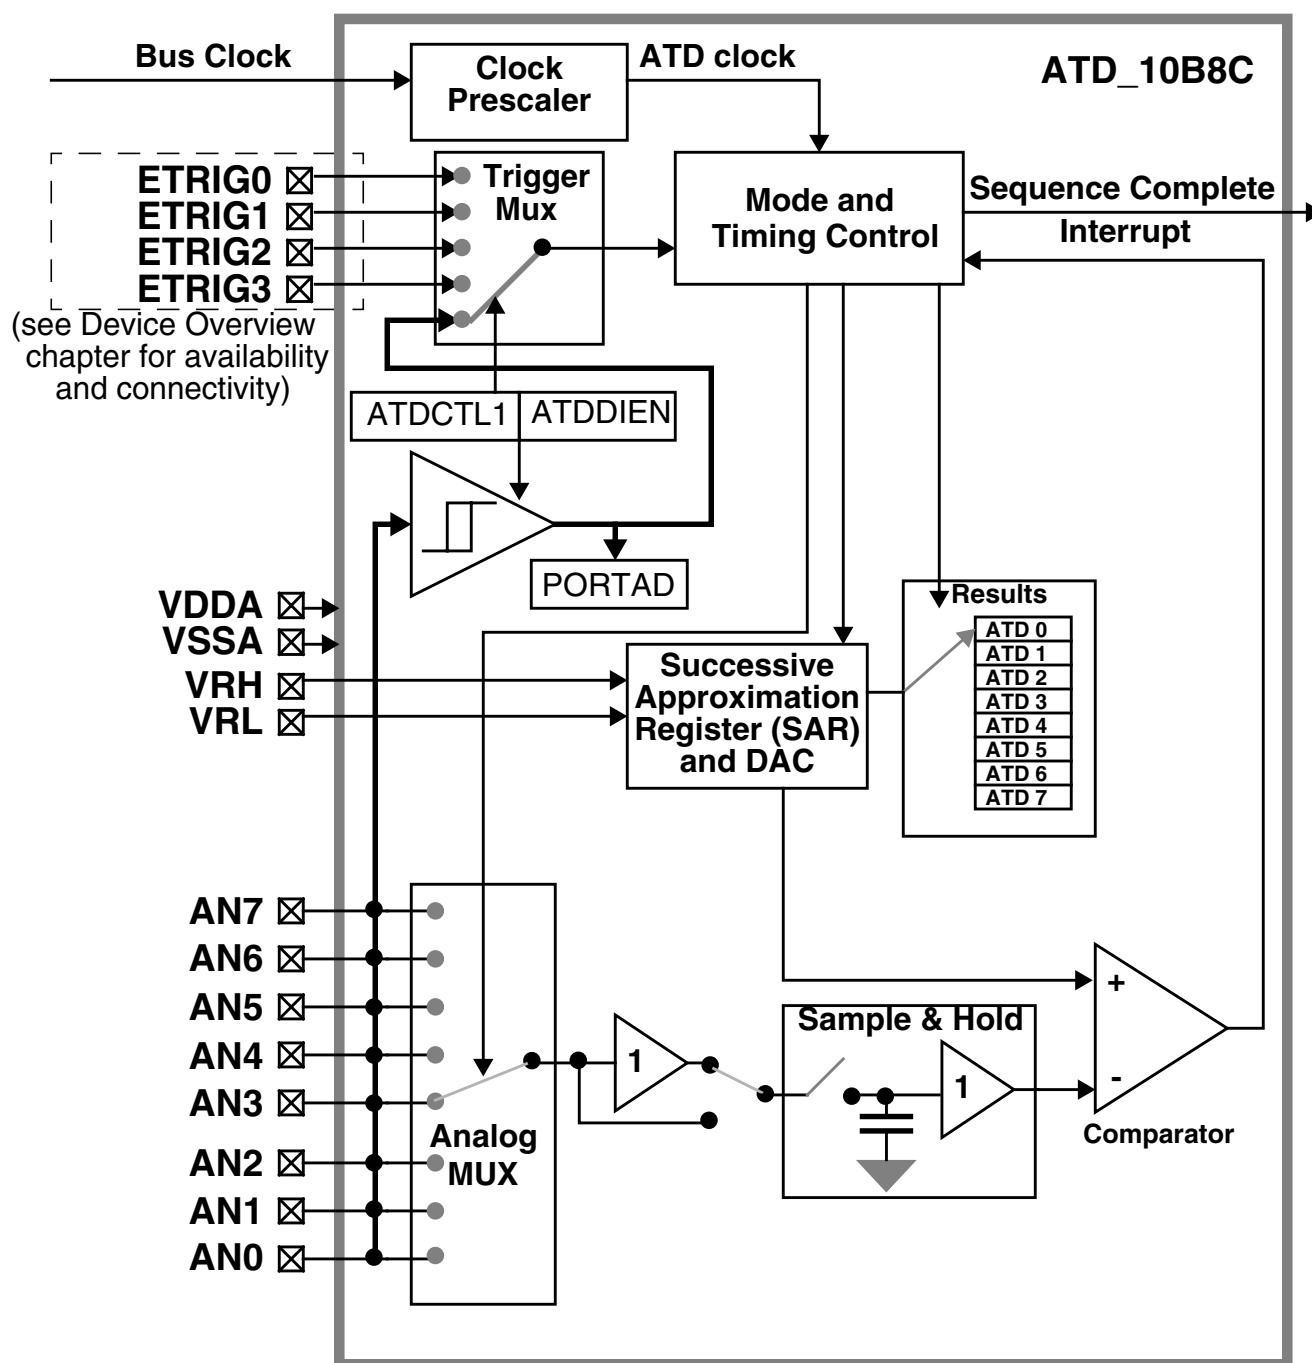 Bus Clock
Clock
Prescaler
ATD clock
ATD_10B8C
ETRIG0
ETRIG1
ETRIG2
ETRIG3
(see Device Overview
chapter for availability
and connectivity)
Trigger
Mux
Mode and
Timing Control
Sequence Complete
Interrupt
ATDCTL1
ATDDIEN
PORTAD
VDDA
VSSA
VRH
VRL
Successive
Approximation
Register (SAR)
and DAC
Results
ATD 0
ATD 1
ATD 2
ATD 3
ATD 4
ATD 5
ATD 6
ATD 7
AN7
AN6
AN5
AN4
AN3
AN2
AN1
AN0
Analog
MUX
1
Sample & Hold
1
+
-
Comparator